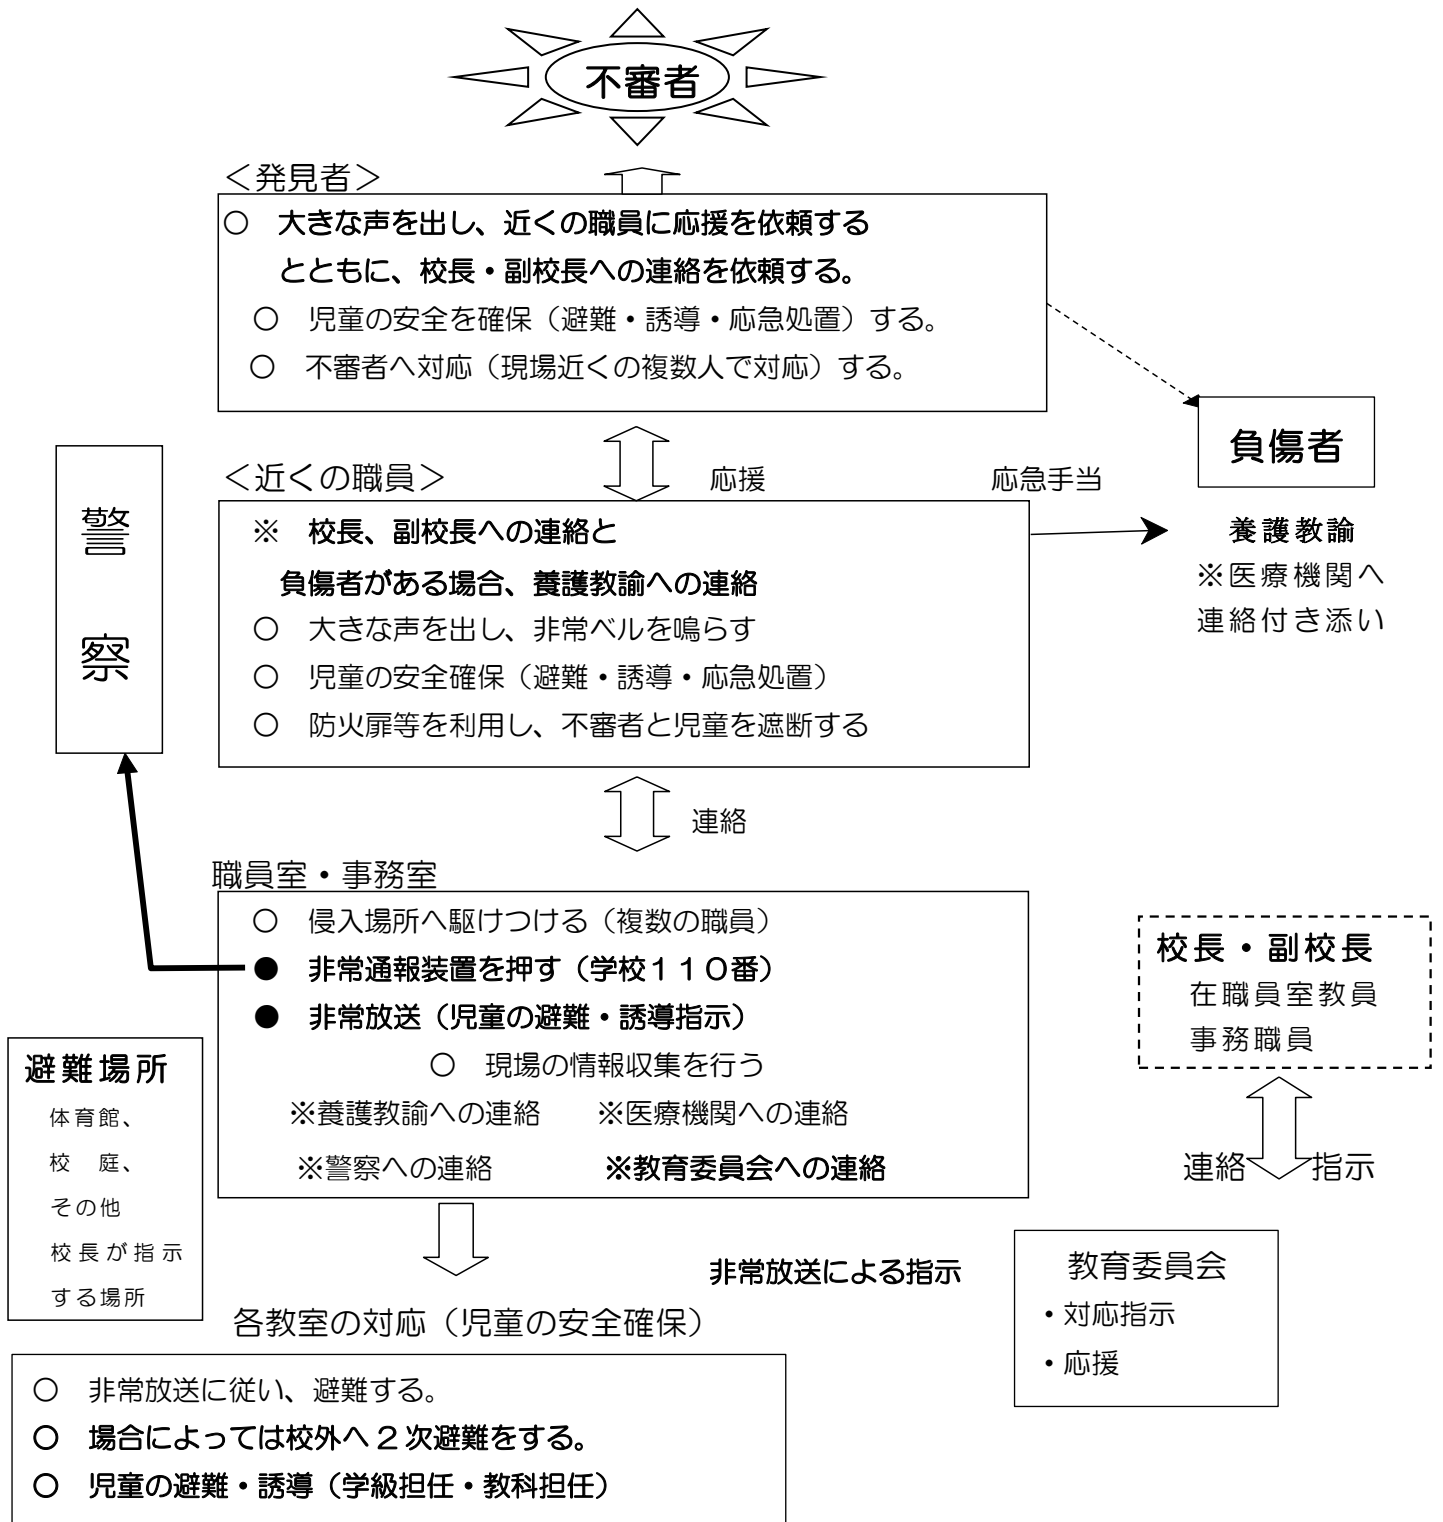 不審者
＜発見者＞
○　大きな声を出し、近くの職員に応援を依頼する
とともに、校長・副校長への連絡を依頼する。
○　児童の安全を確保（避難・誘導・応急処置）する。
○　不審者へ対応（現場近くの複数人で対応）する。
負傷者
警
察
＜近くの職員＞
応援
応急手当
※　校長、副校長への連絡と
負傷者がある場合、養護教諭への連絡
○　大きな声を出し、非常ベルを鳴らす
○　児童の安全確保（避難・誘導・応急処置）
○　防火扉等を利用し、不審者と児童を遮断する
養護教諭
※医療機関へ
連絡付き添い
連絡
職員室・事務室
○　侵入場所へ駆けつける（複数の職員）
●　非常通報装置を押す（学校１１０番）
●　非常放送（児童の避難・誘導指示）
○　現場の情報収集を行う
※養護教諭への連絡　　※医療機関への連絡
※警察への連絡　　　　※教育委員会への連絡
校長・副校長
在職員室教員
事務職員
避難場所
体育館、
校　庭、
その他
校長が指示
する場所
連絡　　指示
非常放送による指示
教育委員会
・対応指示
・応援
各教室の対応（児童の安全確保）
○　非常放送に従い、避難する。
○　場合によっては校外へ２次避難をする。
○　児童の避難・誘導（学級担任・教科担任）